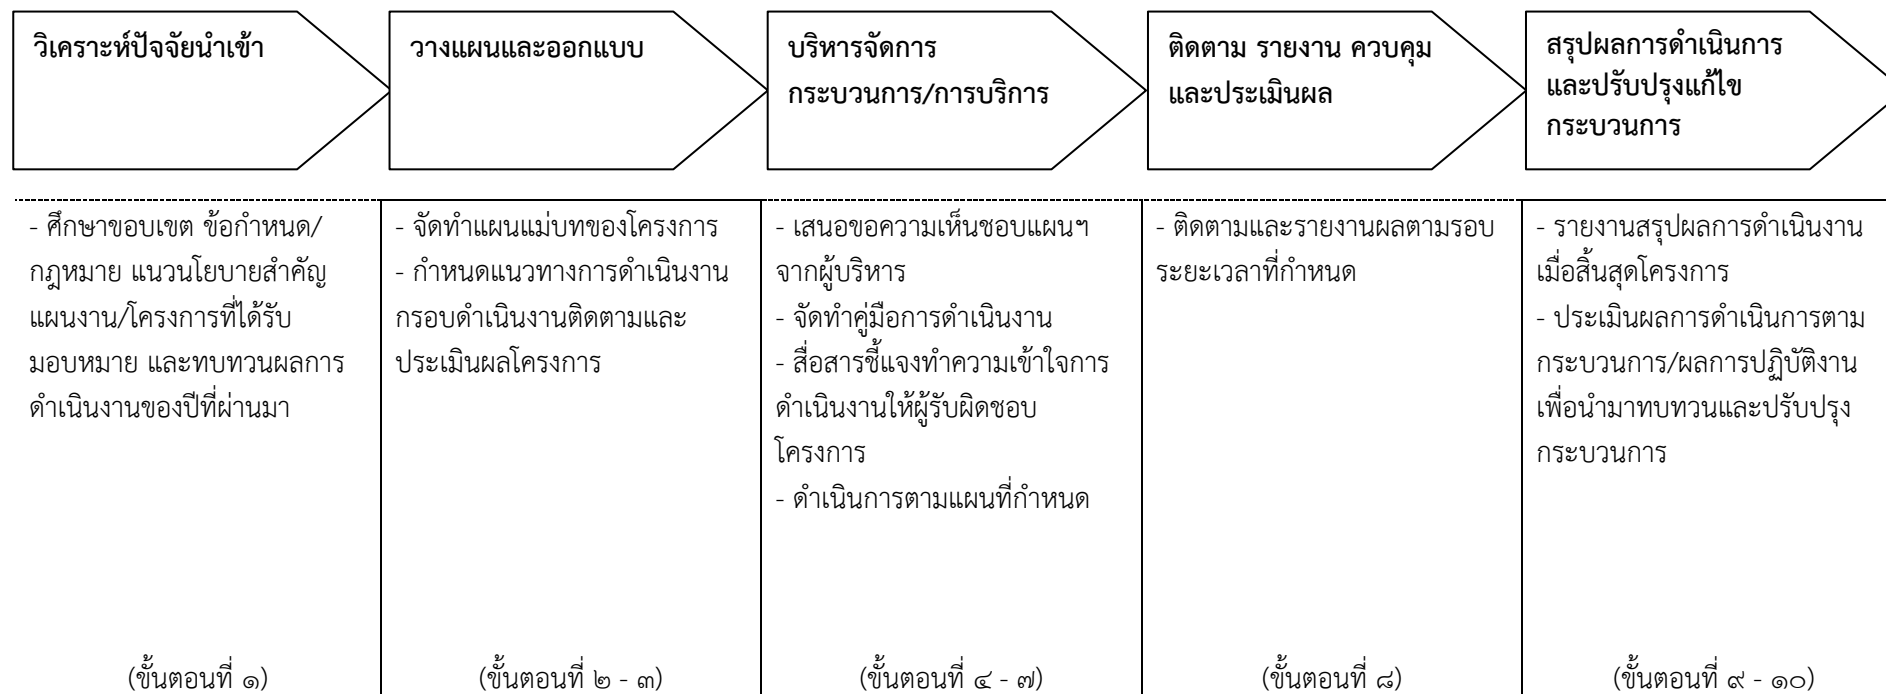 วิเคราะห์ปัจจัยนำเข้า
วางแผนและออกแบบ
บริหารจัดการ
กระบวนการ/การบริการ
ติดตาม รายงาน ควบคุม
และประเมินผล
สรุปผลการดำเนินการ
และปรับปรุงแก้ไข
กระบวนการ
- ศึกษาขอบเขต ข้อกำหนด/
กฎหมาย แนวนโยบายสำคัญ
แผนงาน/โครงการที่ได้รับ
มอบหมาย และทบทวนผลการ
ดำเนินงานของปีที่ผ่านมา
(ขั้นตอนที่ ๑)
- จัดทำแผนแม่บทของโครงการ
- กำหนดแนวทางการดำเนินงาน
กรอบดำเนินงานติดตามและ
ประเมินผลโครงการ
(ขั้นตอนที่ ๒ - ๓)
- เสนอขอความเห็นชอบแผนฯ
จากผู้บริหาร
- จัดทำคู่มือการดำเนินงาน
- สื่อสารชี้แจงทำความเข้าใจการ
ดำเนินงานให้ผู้รับผิดชอบ
โครงการ
- ดำเนินการตามแผนที่กำหนด
(ขั้นตอนที่ ๔ - ๗)
- ติดตามและรายงานผลตามรอบ
ระยะเวลาที่กำหนด
(ขั้นตอนที่ ๘)
- รายงานสรุปผลการดำเนินงาน
เมื่อสิ้นสุดโครงการ
- ประเมินผลการดำเนินการตาม
กระบวนการ/ผลการปฏิบัติงาน
เพื่อนำมาทบทวนและปรับปรุง
กระบวนการ
(ขั้นตอนที่ ๙ - ๑๐)